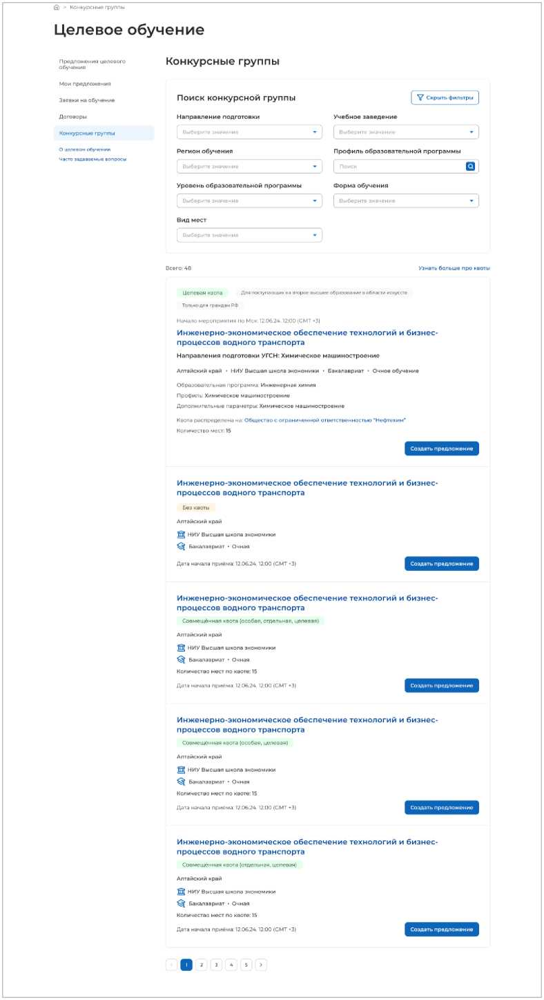 > Конкурсные группы
Целевое обучение
Предложения целевого
обучения
Мои предложения
Заявки на обучение
Договоры
Конкурсные группы
О целевом обучении
Часто задаваемые вопросы
Конкурсные группы
Поиск конкурсной группы
Скрыть фильтры
Направление подготовки
Учебное заведение
Выберите значение
Выберите значение
Регион обучения
Профиль образовательной программы
Выберите значение
Поиск
Уровень образовательной программы
Форма обучения
Выберите значение
Выберите значение
Вид мест
Выберите значение
Всего: 48
Узнать больше про квоты
Целевая квота
Для поступающих на второе высшее образование в области искусств
Только для граждан РФ
Начало мероприятия по Мск: 12.06.24, 12:00 (GMT +3)
Инженерно-экономическое обеспечение технологий и бизнес-
процессов водного транспорта
Направления подготовки УГСН: Химическое машиностроение
Алтайский край • НИУ Высшая школа экономики • Бакалавриат • Очное обучение
Образовательная программа: Инженерная химия
Профиль: Химическое машиностроение
Дополнительные параметры: Химическое машиностроение
Квота распределена на: Общество с ограниченной ответственностью "Нефтехим"
Количество мест: 15
Создать предложение
Инженерно-экономическое обеспечение технологий и бизнес-
процессов водного транспорта
Без квоты
Алтайский край
НИУ Высшая школа экономики
Бакалавриат • Очная
Дата начала приёма: 12.06.24, 12:00 (GMT +3)
Создать предложение
Инженерно-экономическое обеспечение технологий и бизнес-
процессов водного транспорта
Совмещённая квота (особая, отдельная, целевая)
Алтайский край
НИУ Высшая школа экономики
Бакалавриат • Очная
Количество мест по квоте: 15
Дата начала приёма: 12.06.24, 12:00 (GMT +3)
Создать предложение
Инженерно-экономическое обеспечение технологий и бизнес-
процессов водного транспорта
Совмещённая квота (особая, целевая)
Алтайский край
НИУ Высшая школа экономики
Бакалавриат • Очная
Количество мест по квоте: 15
Дата начала приёма: 12.06.24, 12:00 (GMT +3)
Создать предложение
Инженерно-экономическое обеспечение технологий и бизнес-
процессов водного транспорта
Совмещённая квота (отдельная, целевая)
Алтайский край
НИУ Высшая школа экономики
Бакалавриат • Очная
Количество мест по квоте: 15
Дата начала приёма: 12.06.24, 12:00 (GMT +3)
Создать предложение
‹ 1 2 3 4 5 ›